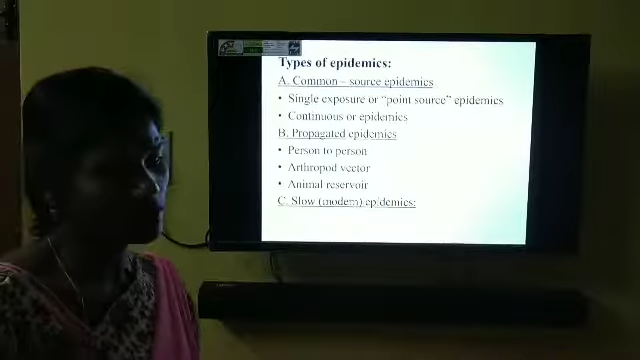 Types of epidemics:
A. Common – source epidemics
• Single exposure or “point source” epidemics
• Continuous or epidemics
B. Propagated epidemics
• Person to person
• Arthropod vector
• Animal reservoir
C. Slow (modem) epidemics: